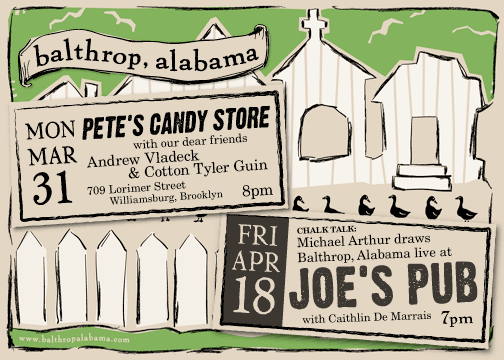 balthrop, alabama
MON
MAR
31
PETE'S CANDY STORE
with our dear friends
Andrew Vladeck
& Cotton Tyler Guin
709 Lorimer Street
Williamsburg, Brooklyn
8pm
FRI
APR
18
CHALK TALK:
Michael Arthur draws
Balthrop, Alabama live at
JOE'S PUB
with Caithlin De Marrais
7pm
www.balthropalabama.com